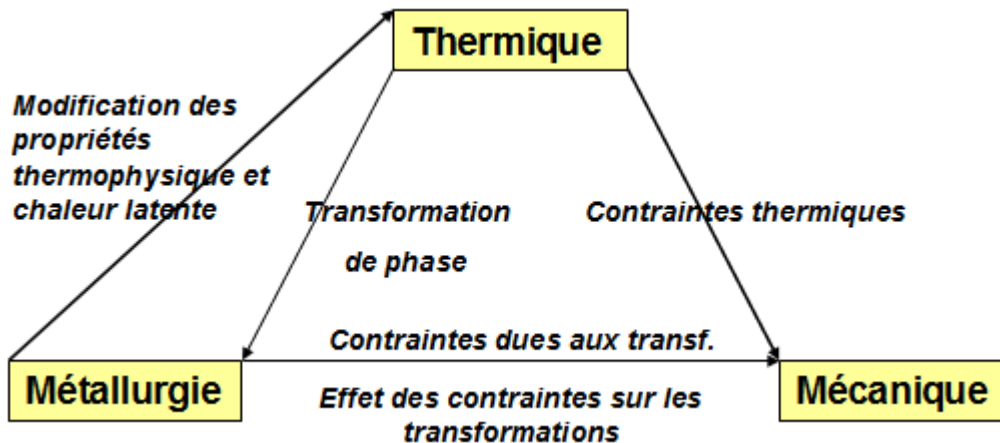 Thermique
Modification des
propriétés
thermophysique et
chaleur latente
Transformation
de phase
Contraintes thermiques
Contraintes dues aux transf.
Métallurgie
Mécanique
Effet des contraintes sur les
transformations